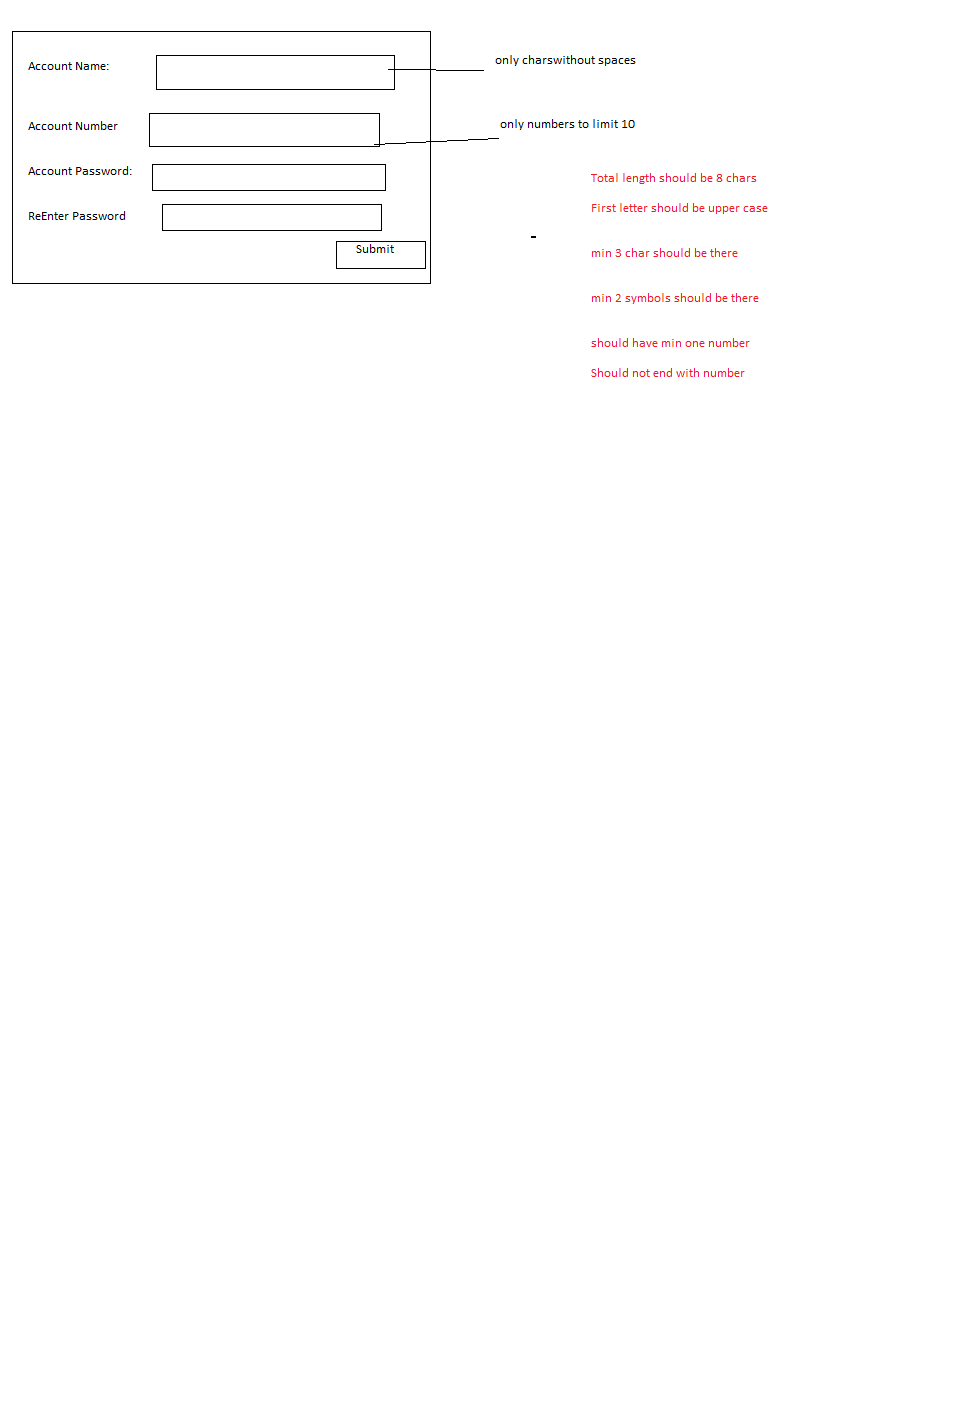 Account Name:
only charswithout spaces
Account Number
only numbers to limit 10
Account Password:
Total length should be 8 chars
First letter should be upper case
ReEnter Password
-
Submit
min 3 char should be there
min 2 symbols should be there
should have min one number
Should not end with number